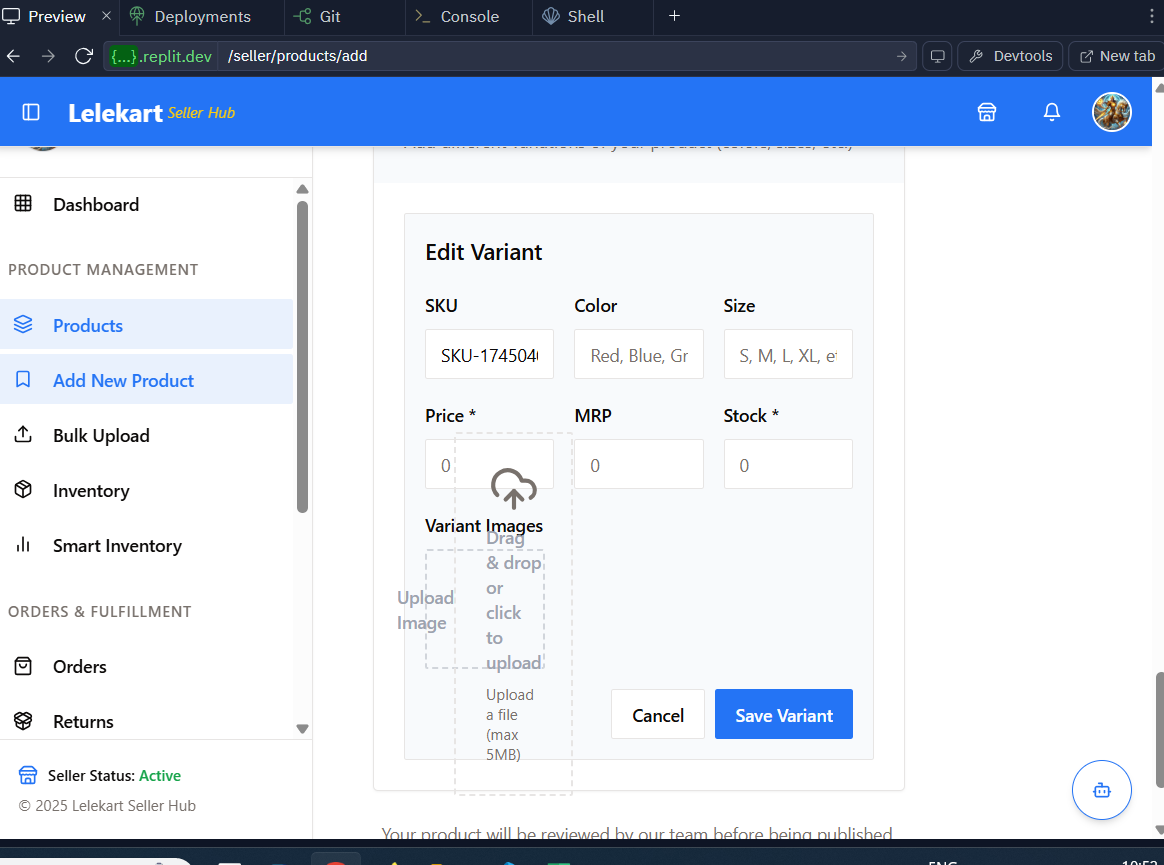 Preview
Deployments
Git
Console
Shell
{...}.replit.dev /seller/products/add
Devtools
New tab
Lelekart Seller Hub
Dashboard
PRODUCT MANAGEMENT
Products
Add New Product
Bulk Upload
Inventory
Smart Inventory
ORDERS & FULFILLMENT
Orders
Returns
Seller Status: Active
© 2025 Lelekart Seller Hub
Add different variations of your product (colors, sizes, etc.)
Edit Variant
SKU Color Size
SKU-1745040 Red, Blue, Gr S, M, L, XL, et
Price * MRP Stock *
0 0 0
Variant Images
Upload
Image
Drag
& drop
or
click
to
upload
Upload
a file
(max
5MB)
Cancel
Save Variant
Your product will be reviewed by our team before being published
ENG